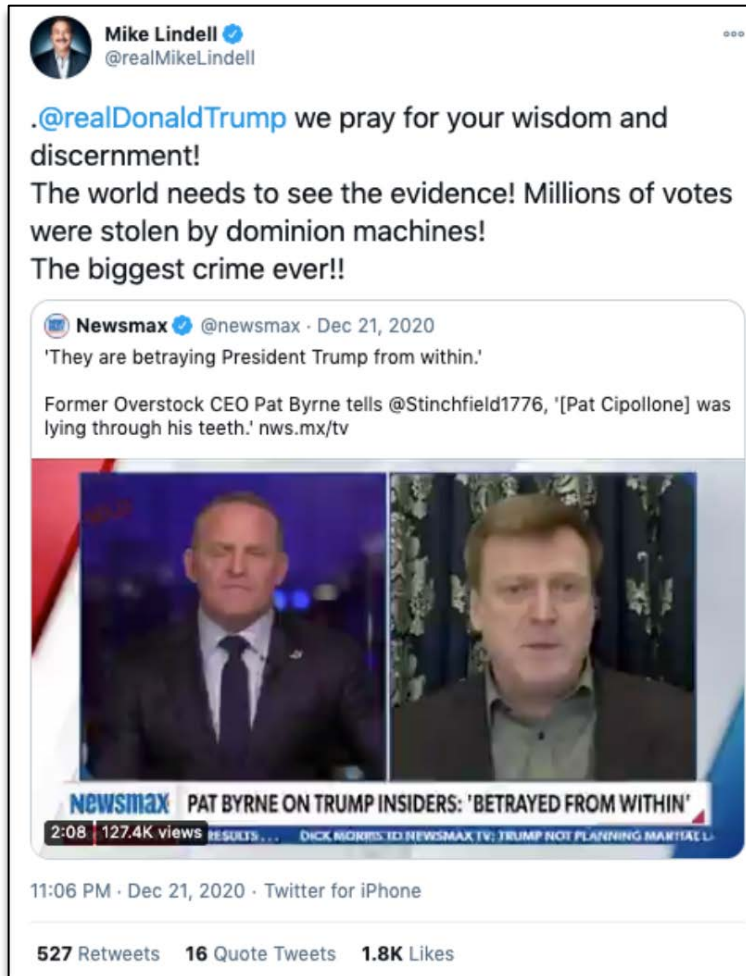 Mike Lindell
@realMikeLindell
.@realDonaldTrump we pray for your wisdom and
discernment!
The world needs to see the evidence! Millions of votes
were stolen by dominion machines!
The biggest crime ever!!
Newsmax @newsmax · Dec 21, 2020
'They are betraying President Trump from within.'
Former Overstock CEO Pat Byrne tells @Stinchfield1776, '[Pat Cipollone] was
lying through his teeth.' nws.mx/tv
Newsmax PAT BYRNE ON TRUMP INSIDERS: 'BETRAYED FROM WITHIN'
2:08 127.4K views RESULTS... DICK MORRIS TO NEWSMAX TV: TRUMP NOT PLANNING MARTIAL L
11:06 PM · Dec 21, 2020 · Twitter for iPhone
527 Retweets 16 Quote Tweets 1.8K Likes